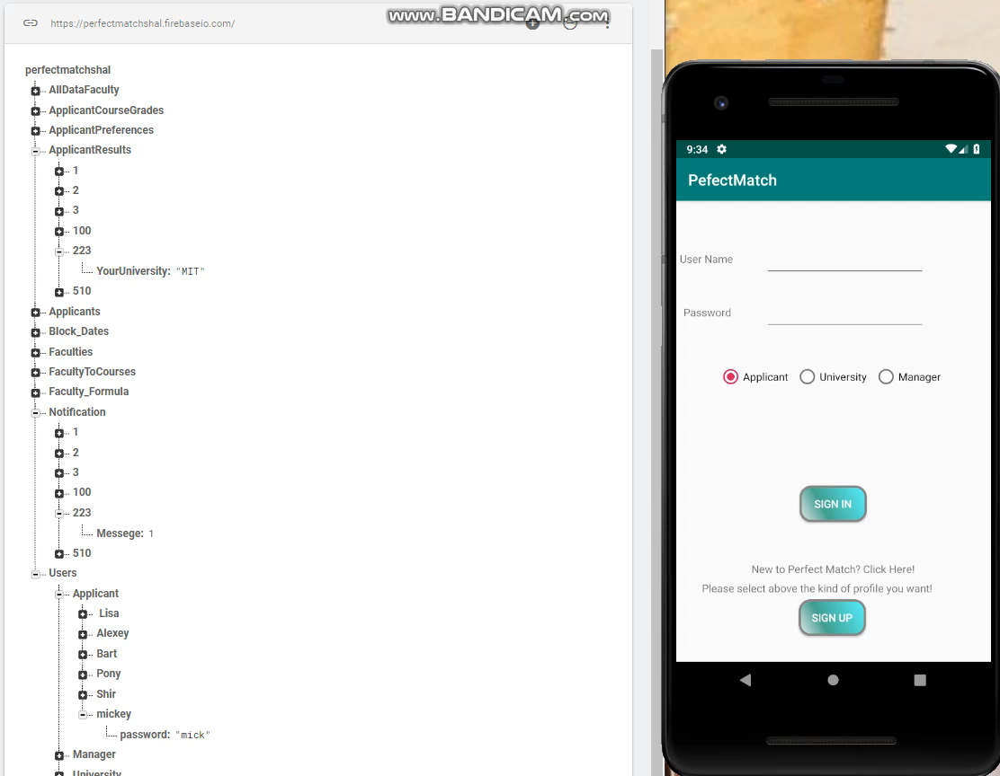 www.BANDICAM.com
https://perfectmatchshal.firebaseio.com/
perfectmatchshal
AllDataFaculty
ApplicantCourseGrades
ApplicantPreferences
ApplicantResults
1
2
3
100
223
YourUniversity: "MIT"
510
Applicants
Block_Dates
Faculties
FacultyToCourses
Faculty_Formula
Notification
1
2
3
100
223
Messege: 1
510
Users
Applicant
Lisa
Alexey
Bart
Pony
Shir
mickey
password: "mick"
Manager
University
9:34
PefectMatch
User Name
Password
Applicant University Manager
SIGN IN
New to Perfect Match? Click Here!
Please select above the kind of profile you want!
SIGN UP